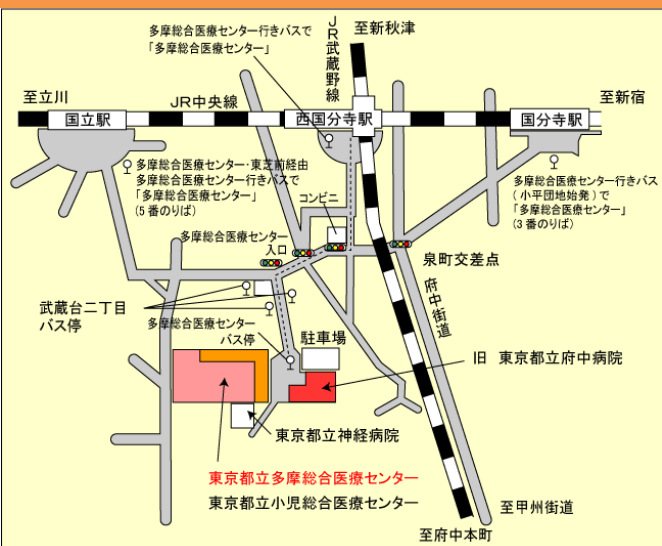 多摩総合医療センター行きバスで
「多摩総合医療センター」
JR武蔵野線
至新秋津
至立川
JR中央線
至新宿
国立駅
西国分寺駅
国分寺駅
多摩総合医療センター・東芝前経由
多摩総合医療センター行きバスで
「多摩総合医療センター」
(5番のりば)
コンビニ
多摩総合医療センター行きバス
(小平団地始発)で
「多摩総合医療センター」
(3番のりば)
多摩総合医療センター
入口
泉町交差点
府中街道
武蔵台二丁目
バス停
多摩総合医療センター
バス停
駐車場
旧 東京都立府中病院
東京都立神経病院
東京都立多摩総合医療センター
東京都立小児総合医療センター
至甲州街道
至府中本町